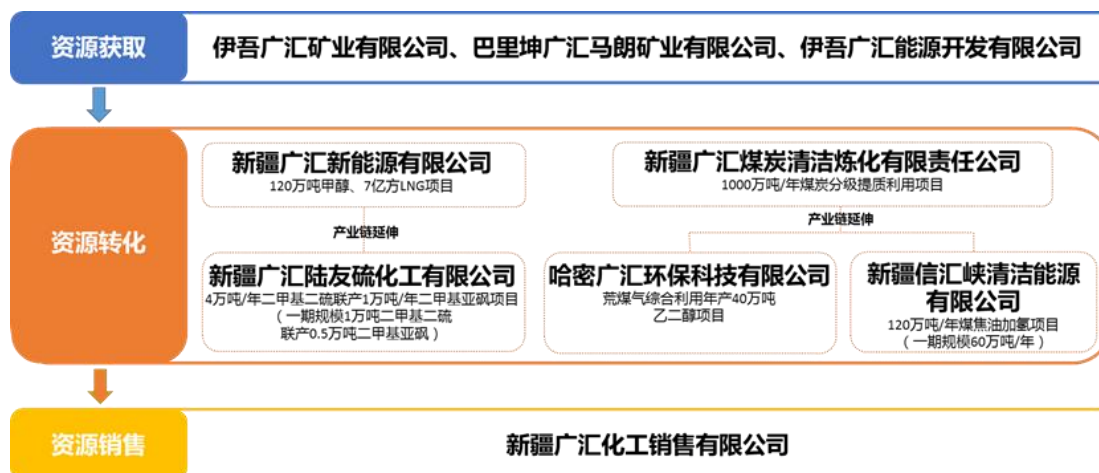 资源获取
伊吾广汇矿业有限公司、巴里坤广汇马朗矿业有限公司、伊吾广汇能源开发有限公司
资源转化
新疆广汇新能源有限公司
120万吨甲醇、7亿方LNG项目
产业链延伸
新疆广汇陆友硫化工有限公司
4万吨/年二甲基二硫联产1万吨/年二甲基亚砜项目
（一期规模1万吨二甲基二硫
联产0.5万吨二甲基亚砜）
新疆广汇煤炭清洁炼化有限责任公司
1000万吨/年煤炭分级提质利用项目
产业链延伸
哈密广汇环保科技有限公司
荒煤气综合利用年产40万吨
乙二醇项目
新疆信汇峡清洁能源
有限公司
120万吨/年煤焦油加氢项目
（一期规模60万吨/年）
资源销售
新疆广汇化工销售有限公司